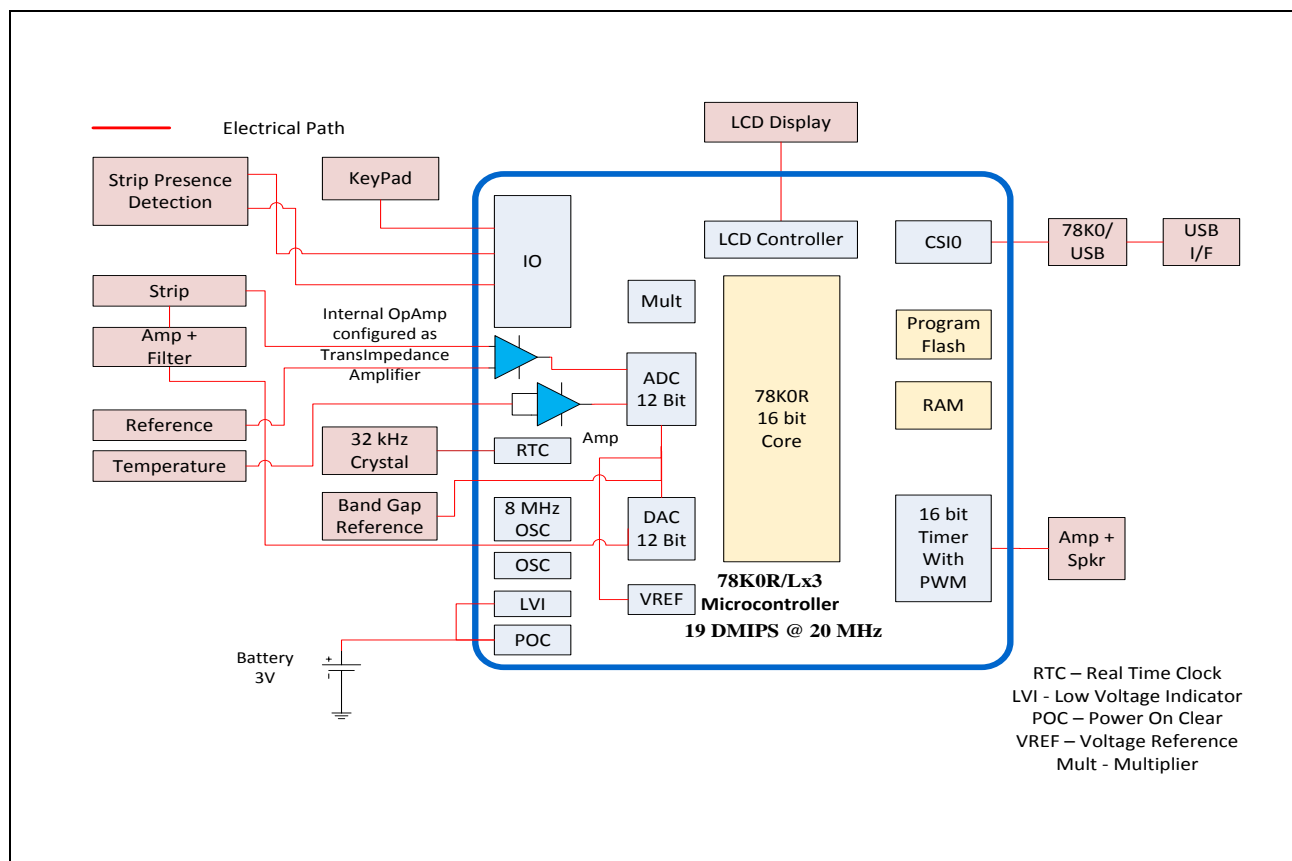 Electrical Path
LCD Display
Strip Presence
Detection
KeyPad
IO
LCD Controller
CSI0
78K0/
USB
USB
I/F
Strip
Amp +
Filter
Internal OpAmp
configured as
TransImpedance
Amplifier
Mult
Program
Flash
ADC
12 Bit
78K0R
16 bit
Core
RAM
Reference
Temperature
32 kHz
Crystal
RTC
Amp
Band Gap
Reference
8 MHz
OSC
DAC
12 Bit
16 bit
Timer
With
PWM
Amp +
Spkr
OSC
LVI
VREF
78K0R/Lx3
Microcontroller
19 DMIPS @ 20 MHz
POC
Battery
3V
+
-
RTC – Real Time Clock
LVI - Low Voltage Indicator
POC – Power On Clear
VREF – Voltage Reference
Mult - Multiplier